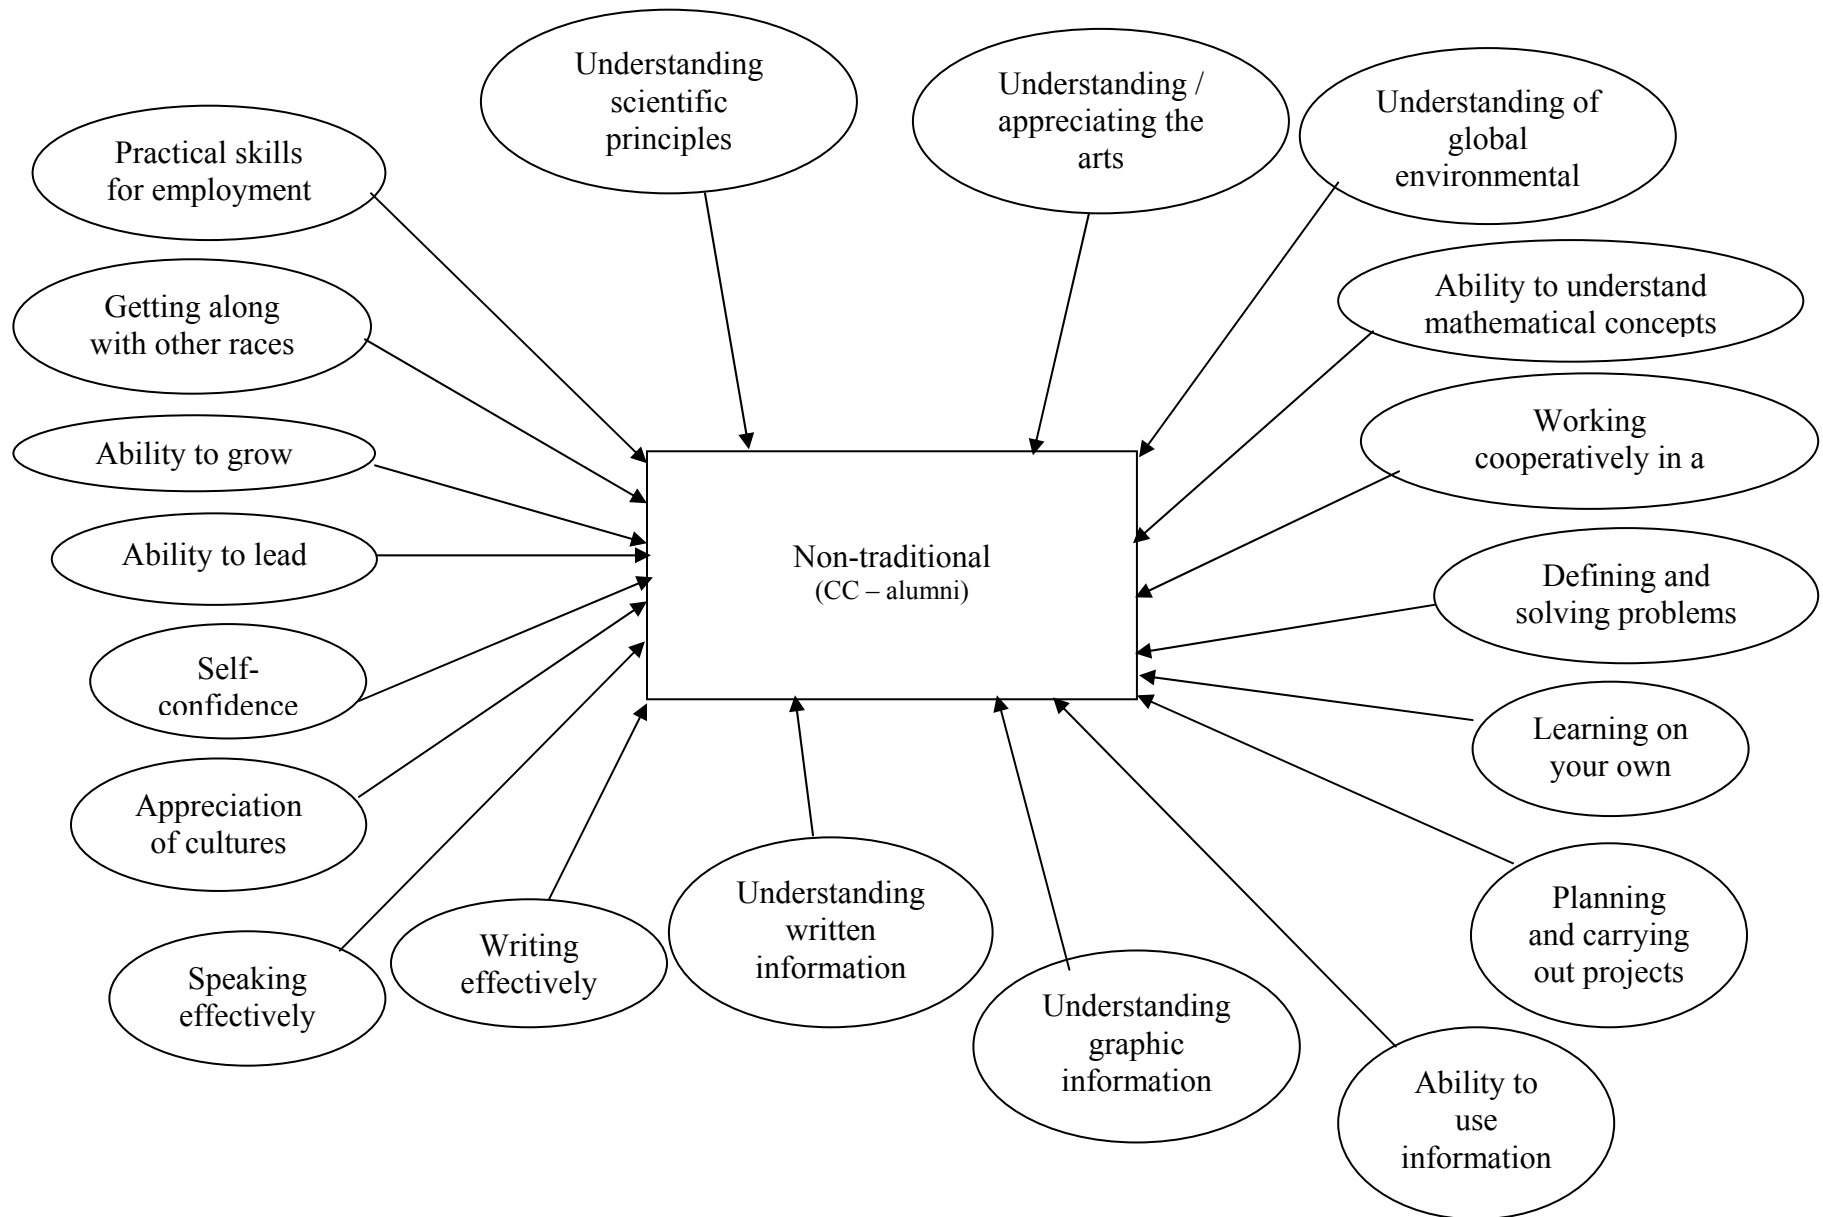 Understanding
scientific
principles
Understanding /
appreciating the
arts
Understanding of
global
environmental
Practical skills
for employment
Getting along
with other races
Ability to understand
mathematical concepts
Ability to grow
Working
cooperatively in a
Ability to lead
Non-traditional
(CC – alumni)
Defining and
solving problems
Self-
confidence
Learning on
your own
Appreciation
of cultures
Understanding
written
information
Planning
and carrying
out projects
Writing
effectively
Speaking
effectively
Understanding
graphic
information
Ability to
use
information